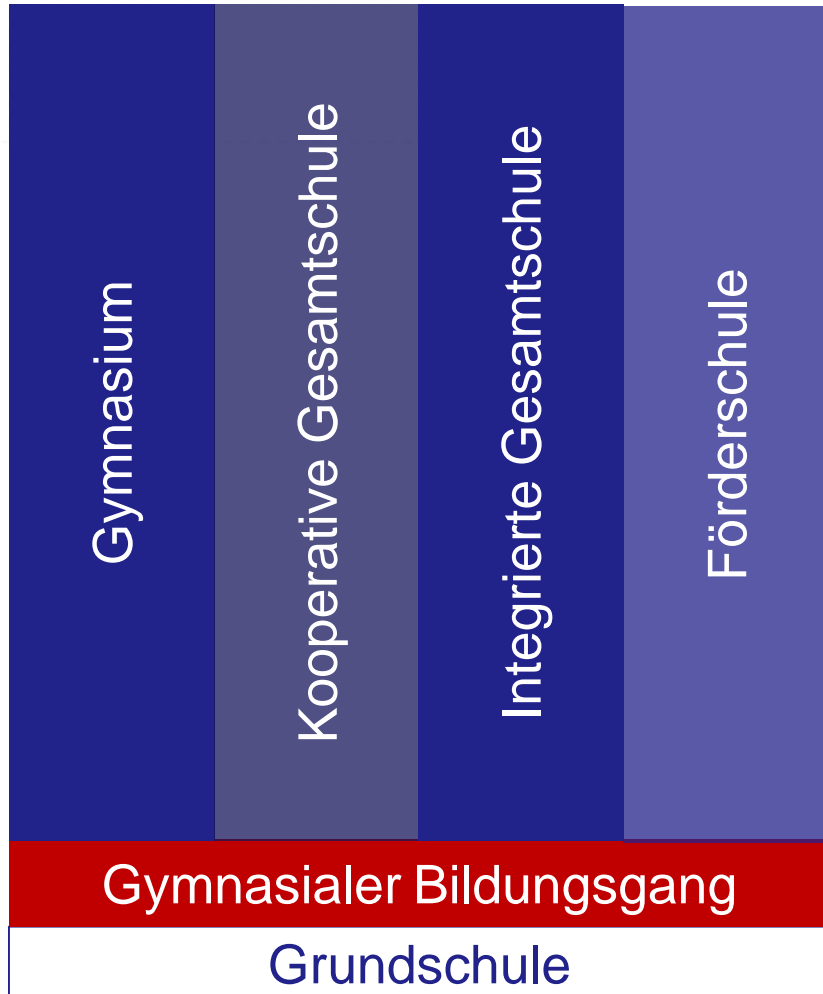 Gymnasium
Kooperative Gesamtschule
Integrierte Gesamtschule
Förderschule
Gymnasialer Bildungsgang
Grundschule